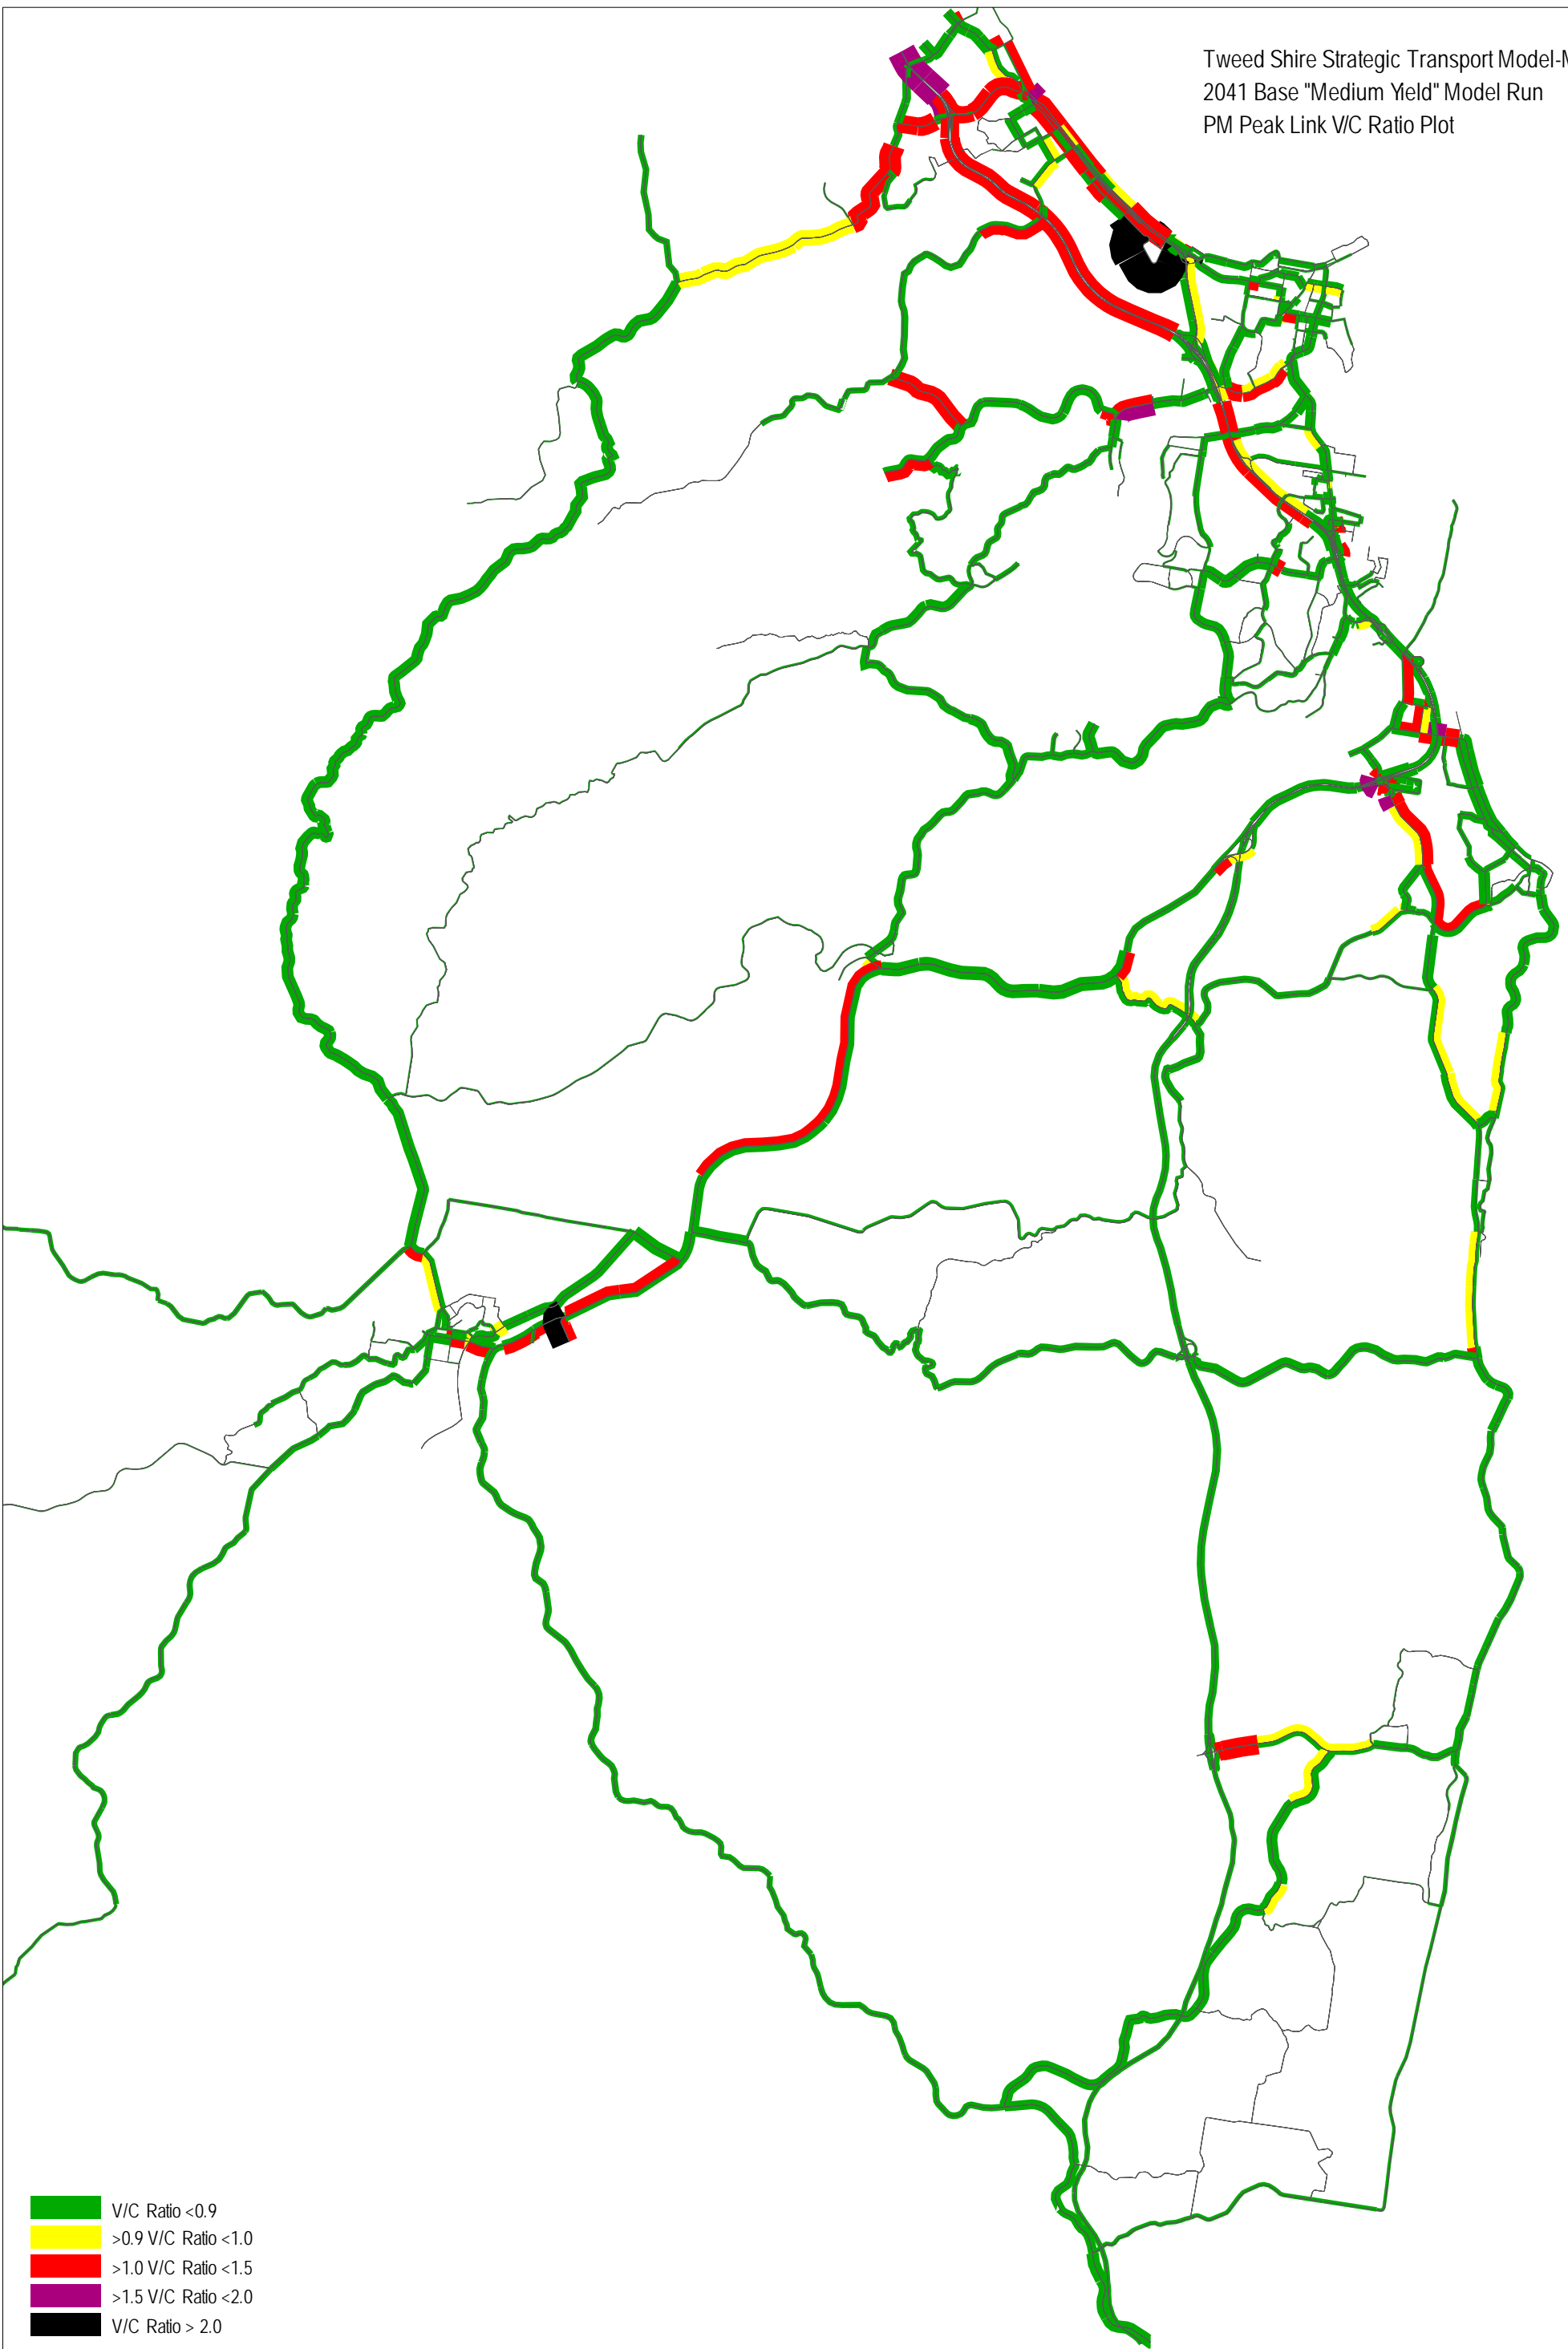 Tweed Shire Strategic Transport Model-M
2041 Base "Medium Yield" Model Run
PM Peak Link V/C Ratio Plot
V/C Ratio <0.9
>0.9 V/C Ratio <1.0
>1.0 V/C Ratio <1.5
>1.5 V/C Ratio <2.0
V/C Ratio > 2.0